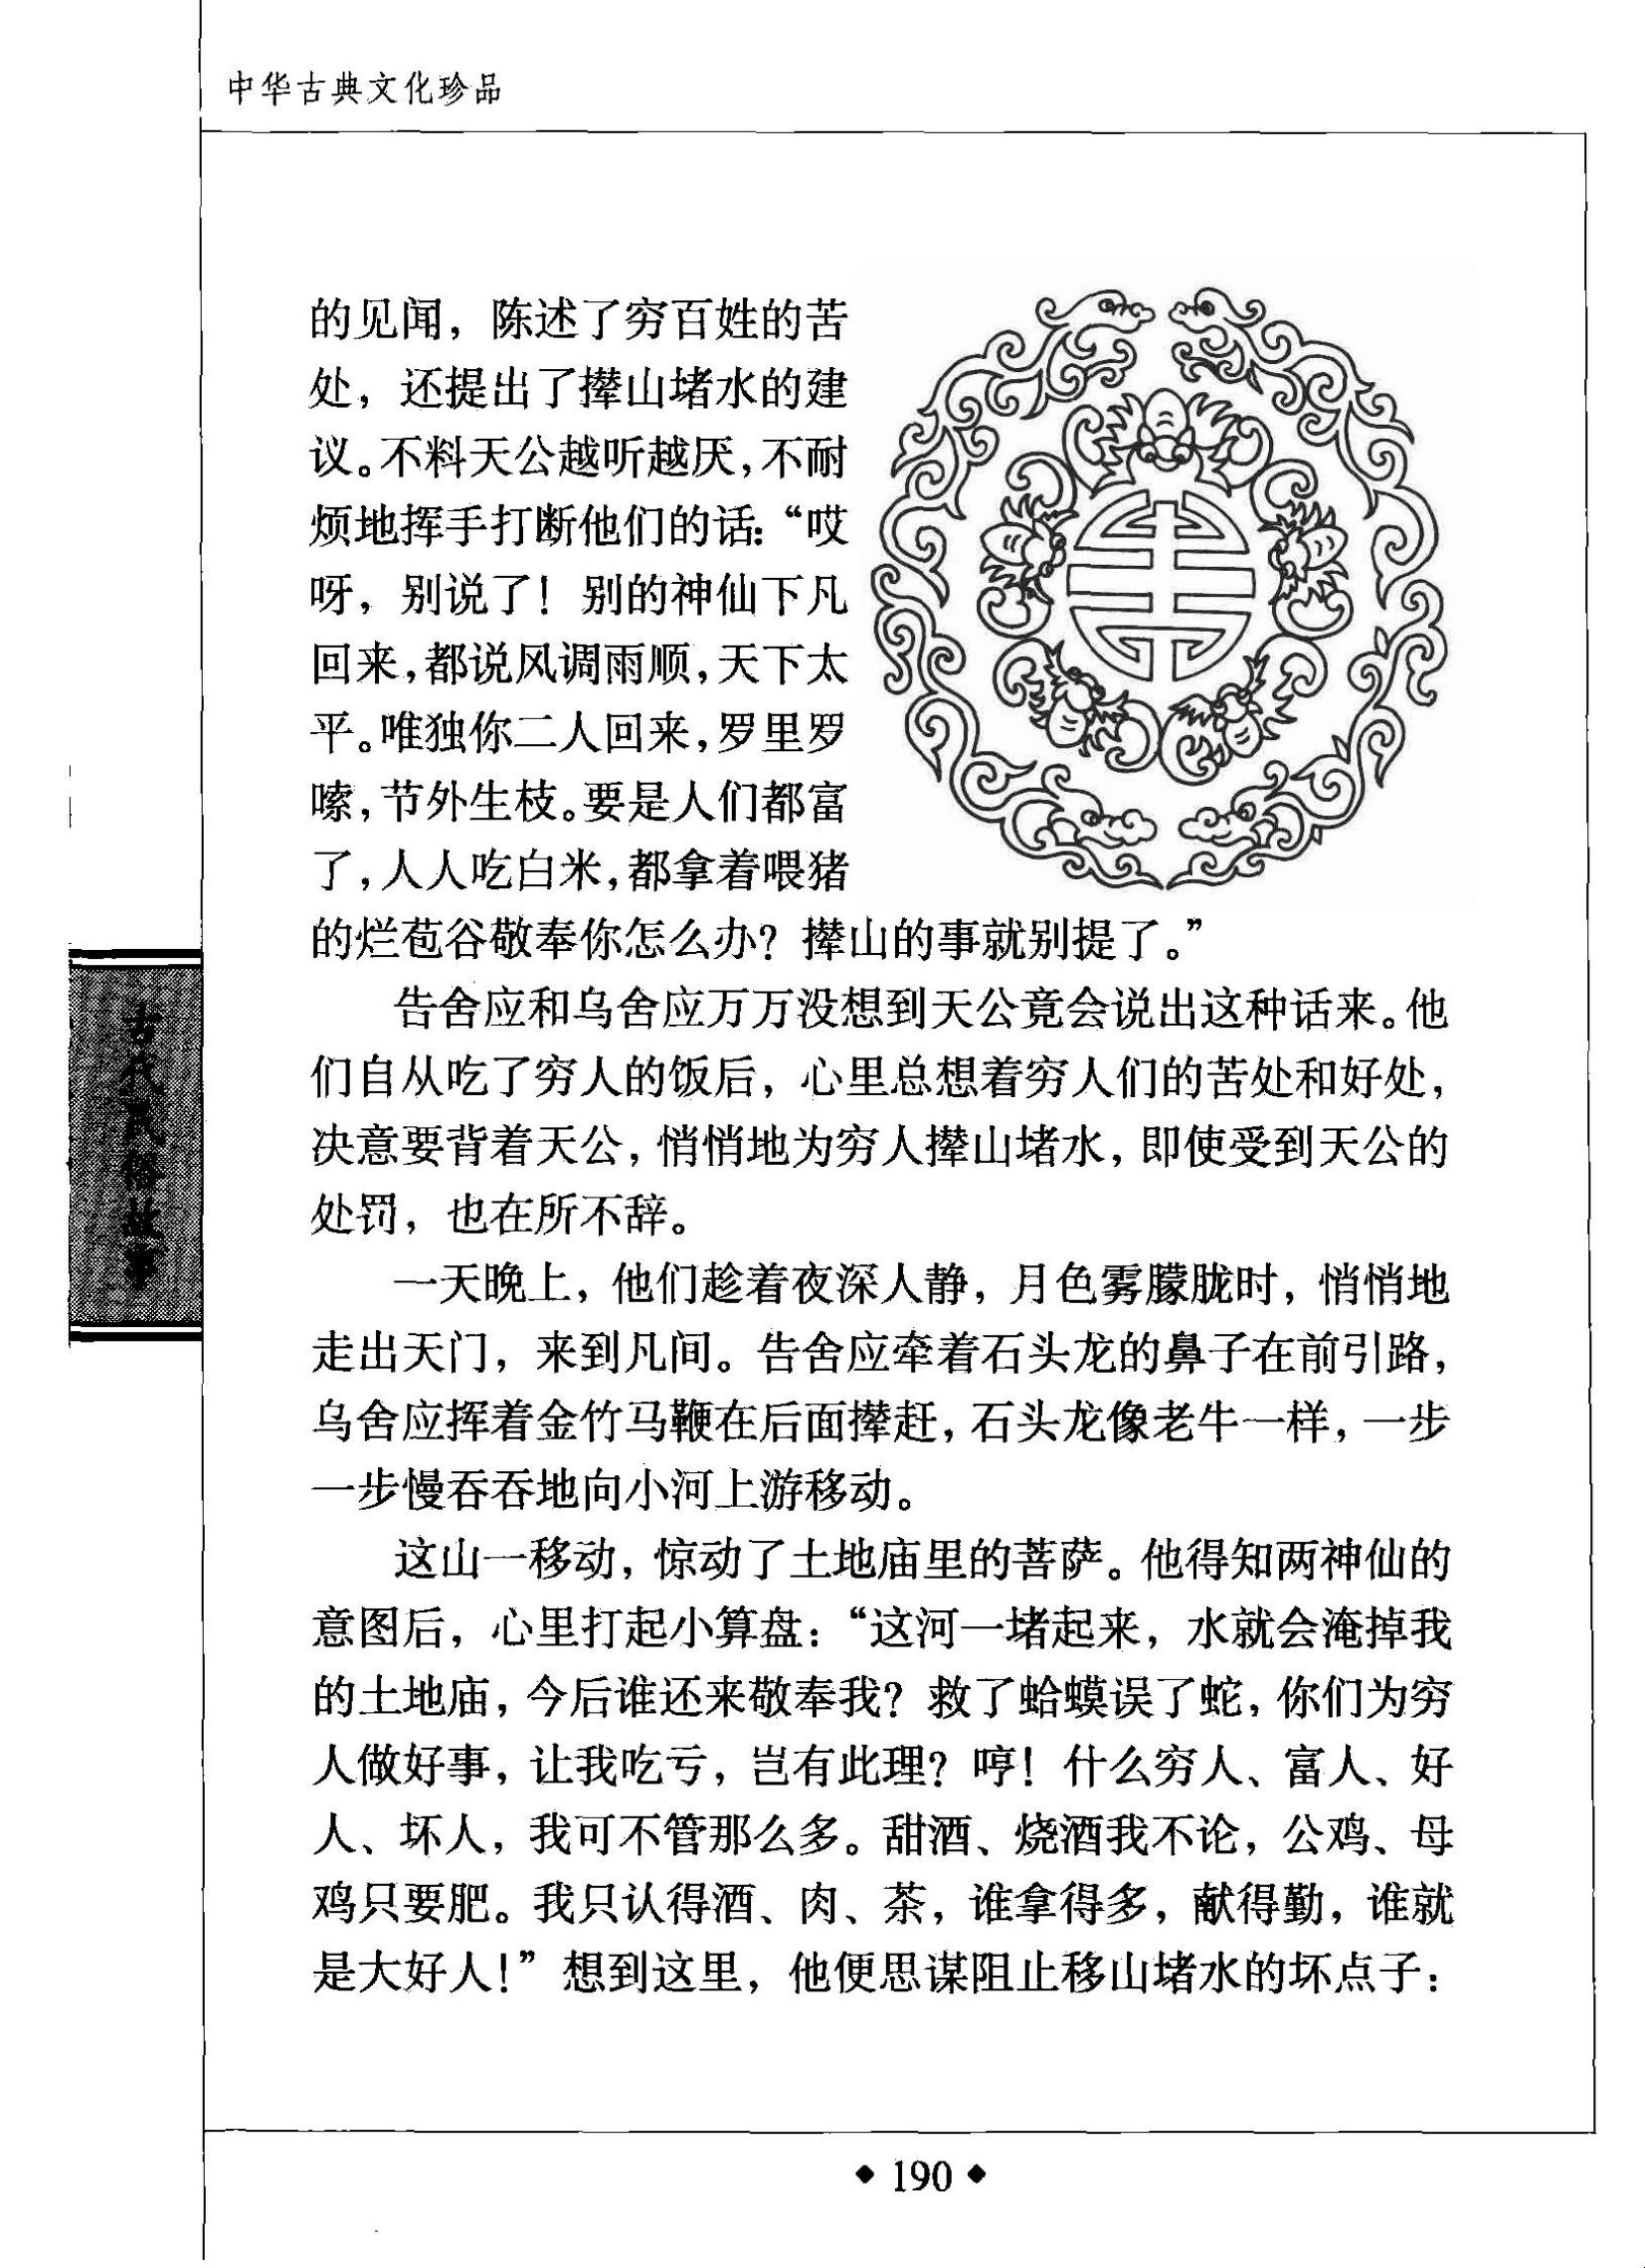 中华古典文化珍品
的见闻，陈述了穷百姓的苦
处，还提出了撵山堵水的建
议。不料天公越听越厌，不耐
烦地挥手打断他们的话：“哎
呀，别说了！别的神仙下凡
回来，都说风调雨顺，天下太
平。唯独你二人回来，罗里罗
嗦，节外生枝。要是人们都富
了，人人吃白米，都拿着喂猪
的烂苞谷敬奉你怎么办？撵山的事就别提了。”
告舍应和乌舍应万万没想到天公竟会说出这种话来。他
们自从吃了穷人的饭后，心里总想着穷人们的苦处和好处，
决意要背着天公，悄悄地为穷人撵山堵水，即使受到天公的
处罚，也在所不辞。
一天晚上，他们趁着夜深人静，月色雾朦胧时，悄悄地
走出天门，来到凡间。告舍应牵着石头龙的鼻子在前引路，
乌舍应挥着金竹马鞭在后面撵赶，石头龙像老牛一样，一步
一步慢吞吞地向小河上游移动。
这山一移动，惊动了土地庙里的菩萨。他得知两神仙的
意图后，心里打起小算盘：“这河一堵起来，水就会淹掉我
的土地庙，今后谁还来敬奉我？救了蛤蟆误了蛇，你们为穷
人做好事，让我吃亏，岂有此理？哼！什么穷人、富人、好
人、坏人，我可不管那么多。甜酒、烧酒我不论，公鸡、母
鸡只要肥。我只认得酒、肉、茶，谁拿得多，献得勤，谁就
是大好人！”想到这里，他便思谋阻止移山堵水的坏点子：
古代民俗故事
◆ 190 ◆